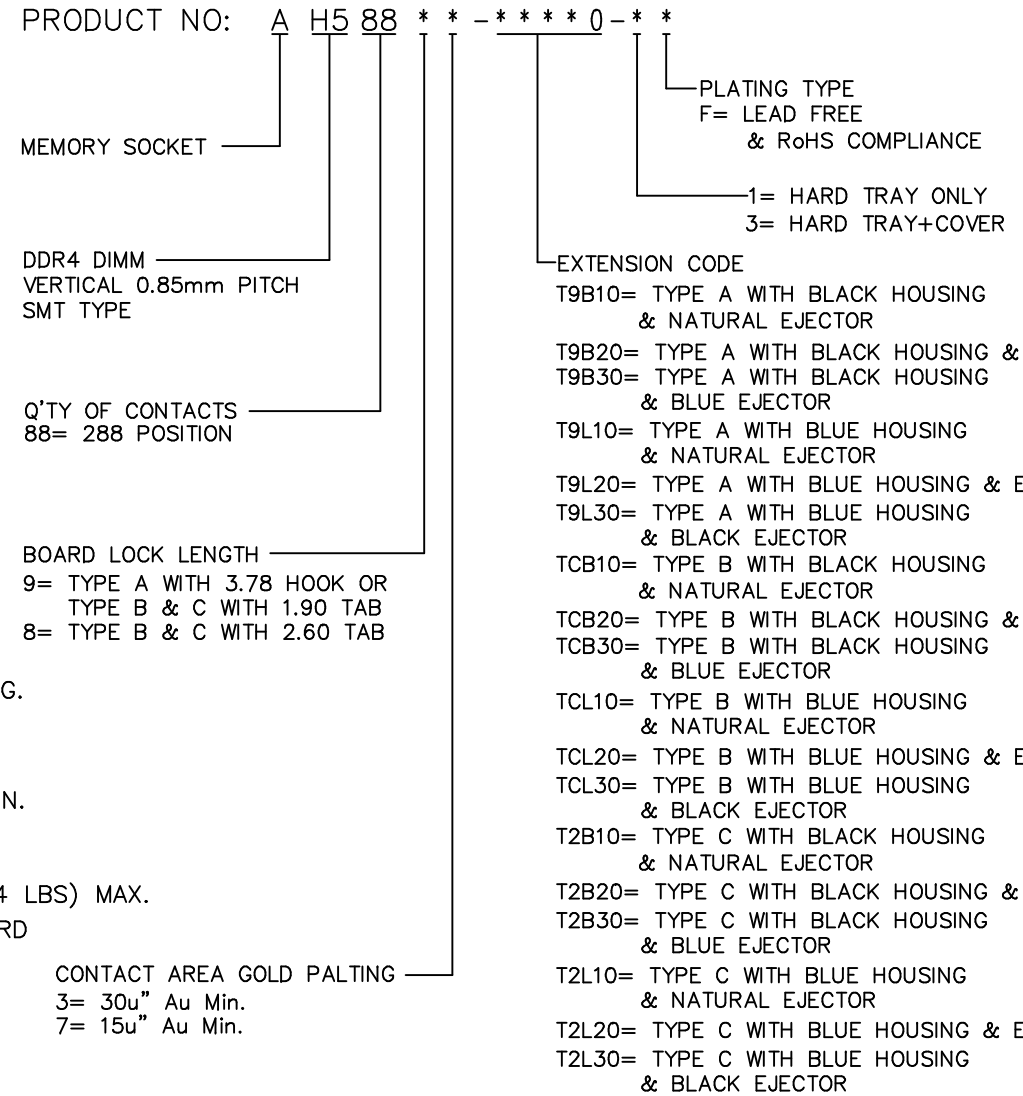 PRODUCT NO: A H5 88 * * - * * * * 0 - * *
PLATING TYPE
F= LEAD FREE
& RoHS COMPLIANCE
MEMORY SOCKET
1= HARD TRAY ONLY
3= HARD TRAY+COVER
DDR4 DIMM
VERTICAL 0.85mm PITCH
SMT TYPE
Q'TY OF CONTACTS
88= 288 POSITION
BOARD LOCK LENGTH
9= TYPE A WITH 3.78 HOOK OR
TYPE B & C WITH 1.90 TAB
8= TYPE B & C WITH 2.60 TAB
G.
N.
4 LBS) MAX.
RD
CONTACT AREA GOLD PALTING
3= 30u" Au Min.
7= 15u" Au Min.
EXTENSION CODE
T9B10= TYPE A WITH BLACK HOUSING
& NATURAL EJECTOR
T9B20= TYPE A WITH BLACK HOUSING &
T9B30= TYPE A WITH BLACK HOUSING
& BLUE EJECTOR
T9L10= TYPE A WITH BLUE HOUSING
& NATURAL EJECTOR
T9L20= TYPE A WITH BLUE HOUSING & E
T9L30= TYPE A WITH BLUE HOUSING
& BLACK EJECTOR
TCB10= TYPE B WITH BLACK HOUSING
& NATURAL EJECTOR
TCB20= TYPE B WITH BLACK HOUSING &
TCB30= TYPE B WITH BLACK HOUSING
& BLUE EJECTOR
TCL10= TYPE B WITH BLUE HOUSING
& NATURAL EJECTOR
TCL20= TYPE B WITH BLUE HOUSING & E
TCL30= TYPE B WITH BLUE HOUSING
& BLACK EJECTOR
T2B10= TYPE C WITH BLACK HOUSING
& NATURAL EJECTOR
T2B20= TYPE C WITH BLACK HOUSING &
T2B30= TYPE C WITH BLACK HOUSING
& BLUE EJECTOR
T2L10= TYPE C WITH BLUE HOUSING
& NATURAL EJECTOR
T2L20= TYPE C WITH BLUE HOUSING & E
T2L30= TYPE C WITH BLUE HOUSING
& BLACK EJECTOR